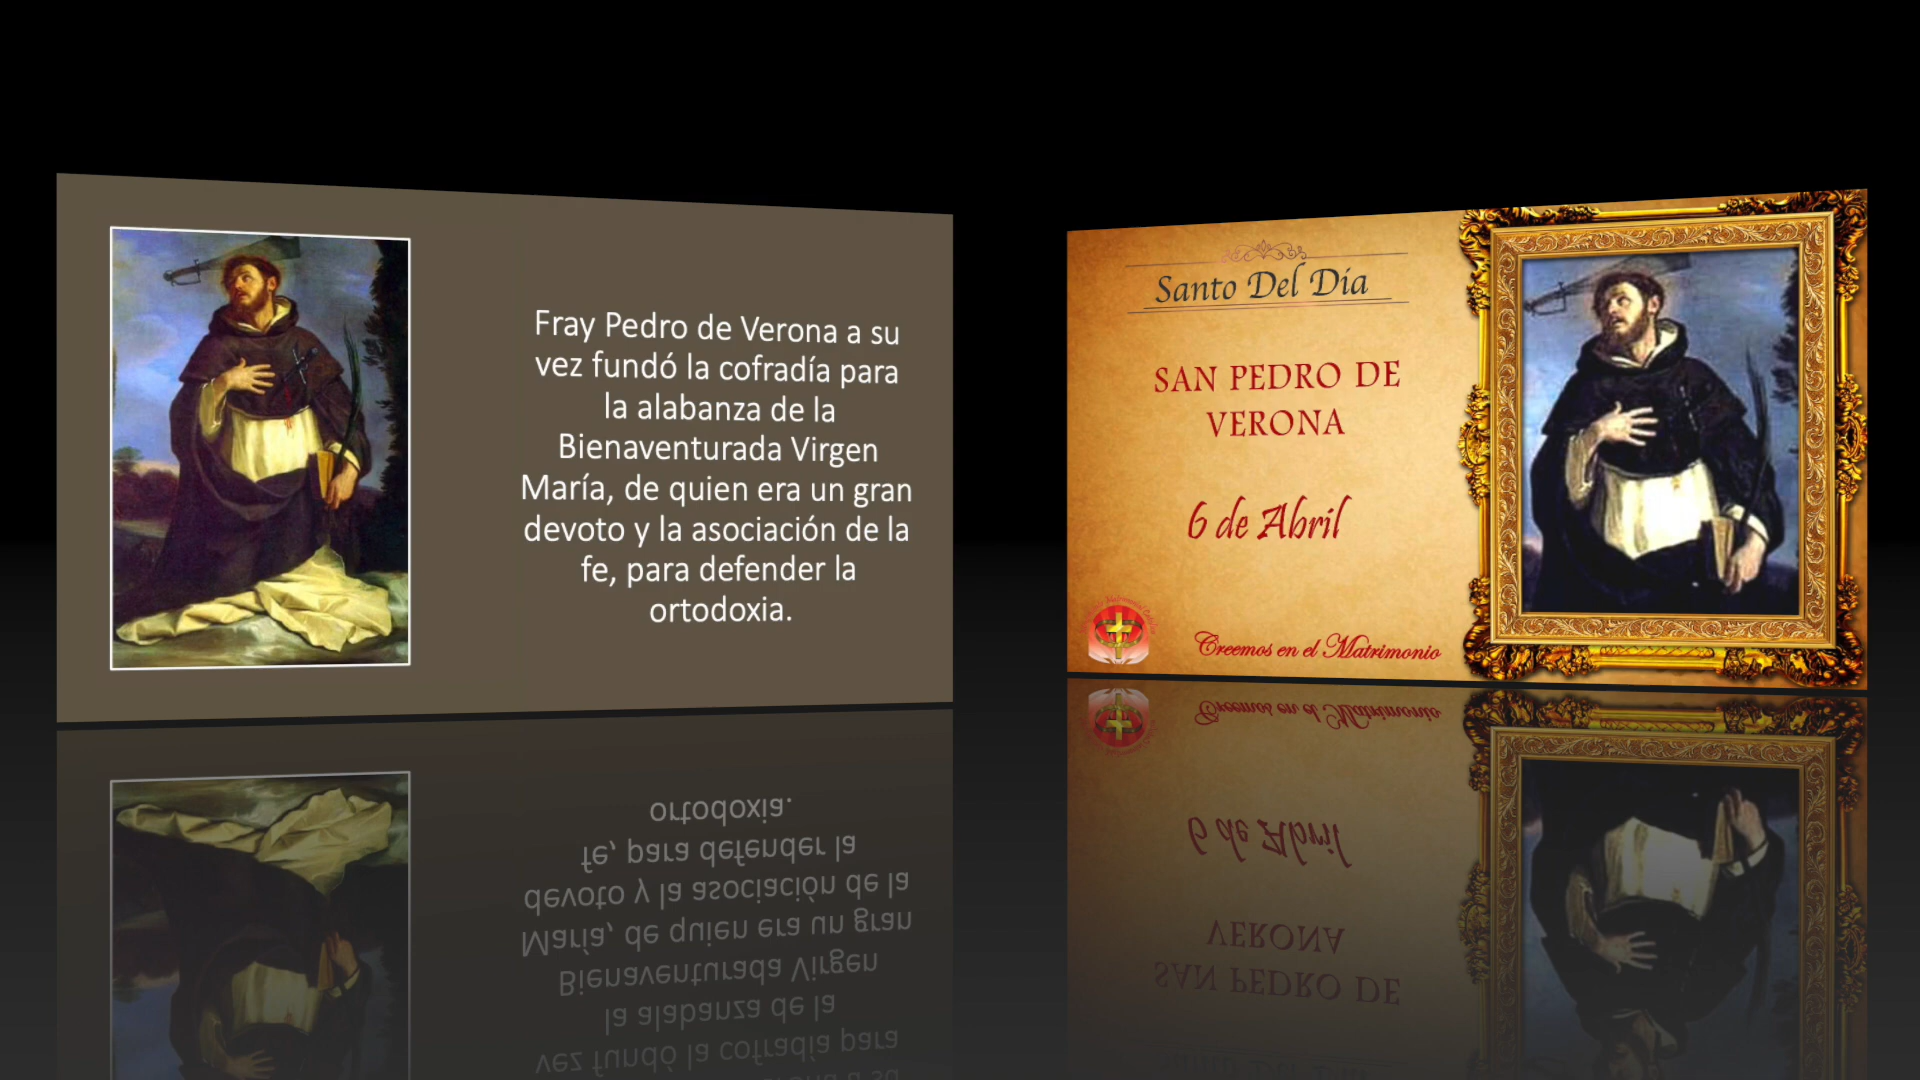 Fray Pedro de Verona a su
vez fundó la cofradía para
la alabanza de la
Bienaventurada Virgen
María, de quien era un gran
devoto y la asociación de la
fe, para defender la
ortodoxia.
Santo Del Día
SAN PEDRO DE
VERONA
6 de Abril
Creemos en el Matrimonio